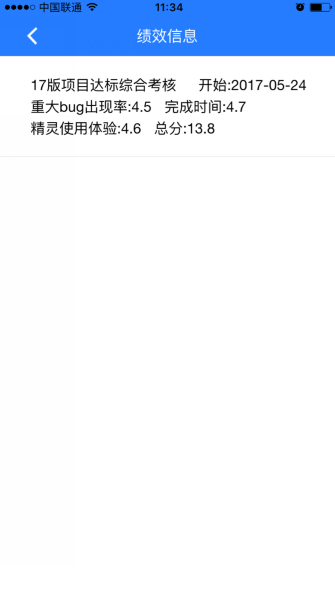 中国联通 11:34
绩效信息
17版项目达标综合考核 开始:2017-05-24
重大bug出现率:4.5 完成时间:4.7
精灵使用体验:4.6 总分:13.8